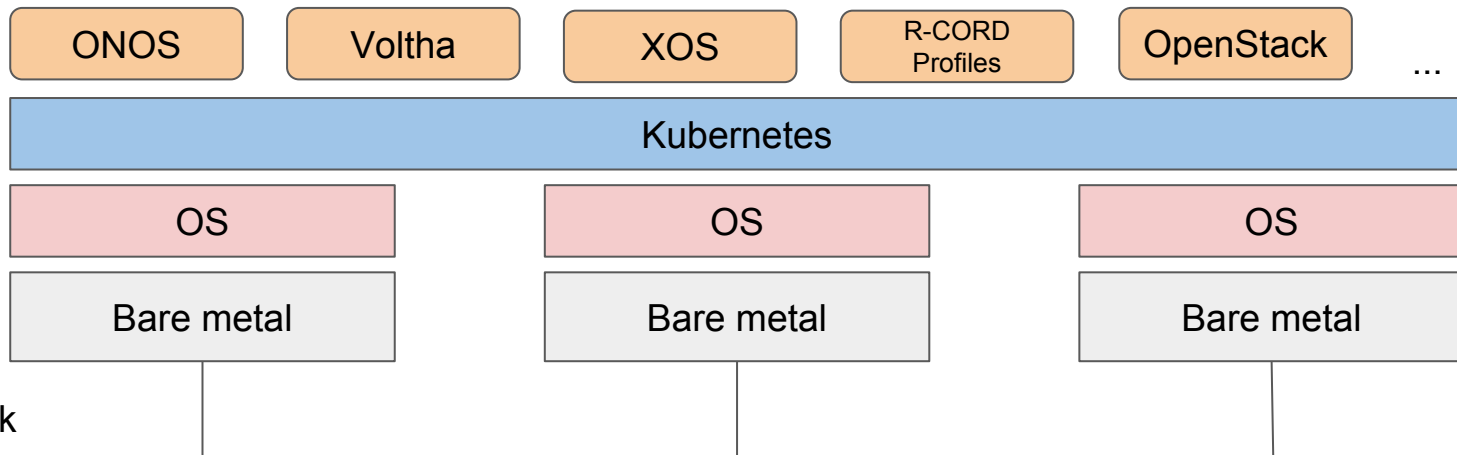 ONOS
Voltha
XOS
R-CORD
Profiles
OpenStack
...
Kubernetes
OS
OS
OS
Bare metal
Bare metal
Bare metal
k